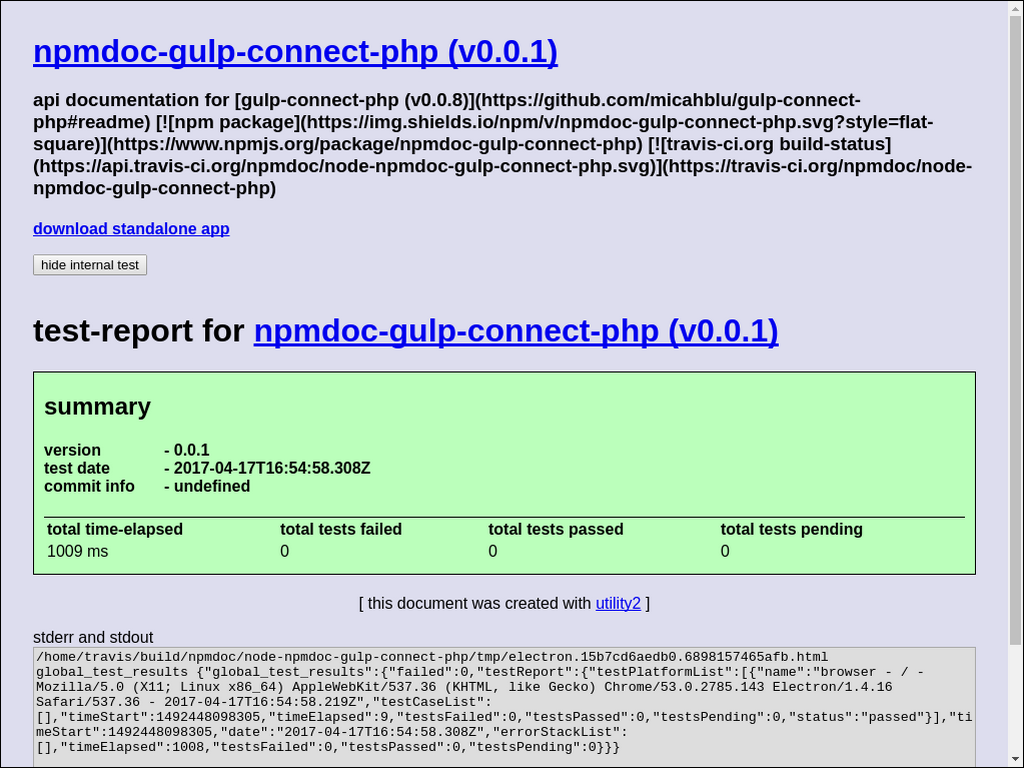 npmdoc-gulp-connect-php (v0.0.1)
api documentation for [gulp-connect-php (v0.0.8)](https://github.com/micahblu/gulp-connect-
php#readme) [![npm package](https://img.shields.io/npm/v/npmdoc-gulp-connect-php.svg?style=flat-
square)](https://www.npmjs.org/package/npmdoc-gulp-connect-php) [![travis-ci.org build-status]
(https://api.travis-ci.org/npmdoc/node-npmdoc-gulp-connect-php.svg)](https://travis-ci.org/npmdoc/node-
npmdoc-gulp-connect-php)
download standalone app
hide internal test
test-report for npmdoc-gulp-connect-php (v0.0.1)
summary
version - 0.0.1
test date - 2017-04-17T16:54:58.308Z
commit info - undefined
total time-elapsed total tests failed total tests passed total tests pending
1009 ms 0 0 0
[ this document was created with utility2 ]
stderr and stdout
/home/travis/build/npmdoc/node-npmdoc-gulp-connect-php/tmp/electron.15b7cd6aedb0.6898157465afb.html
global_test_results {"global_test_results":{"failed":0,"testReport":{"testPlatformList":[{"name":"browser - / -
Mozilla/5.0 (X11; Linux x86_64) AppleWebKit/537.36 (KHTML, like Gecko) Chrome/53.0.2785.143 Electron/1.4.16
Safari/537.36 - 2017-04-17T16:54:58.219Z","testCaseList":
[],"timeStart":1492448098305,"timeElapsed":9,"testsFailed":0,"testsPassed":0,"testsPending":0,"status":"passed"}],"ti
meStart":1492448098305,"date":"2017-04-17T16:54:58.308Z","errorStackList":
[],"timeElapsed":1008,"testsFailed":0,"testsPassed":0,"testsPending":0}}}